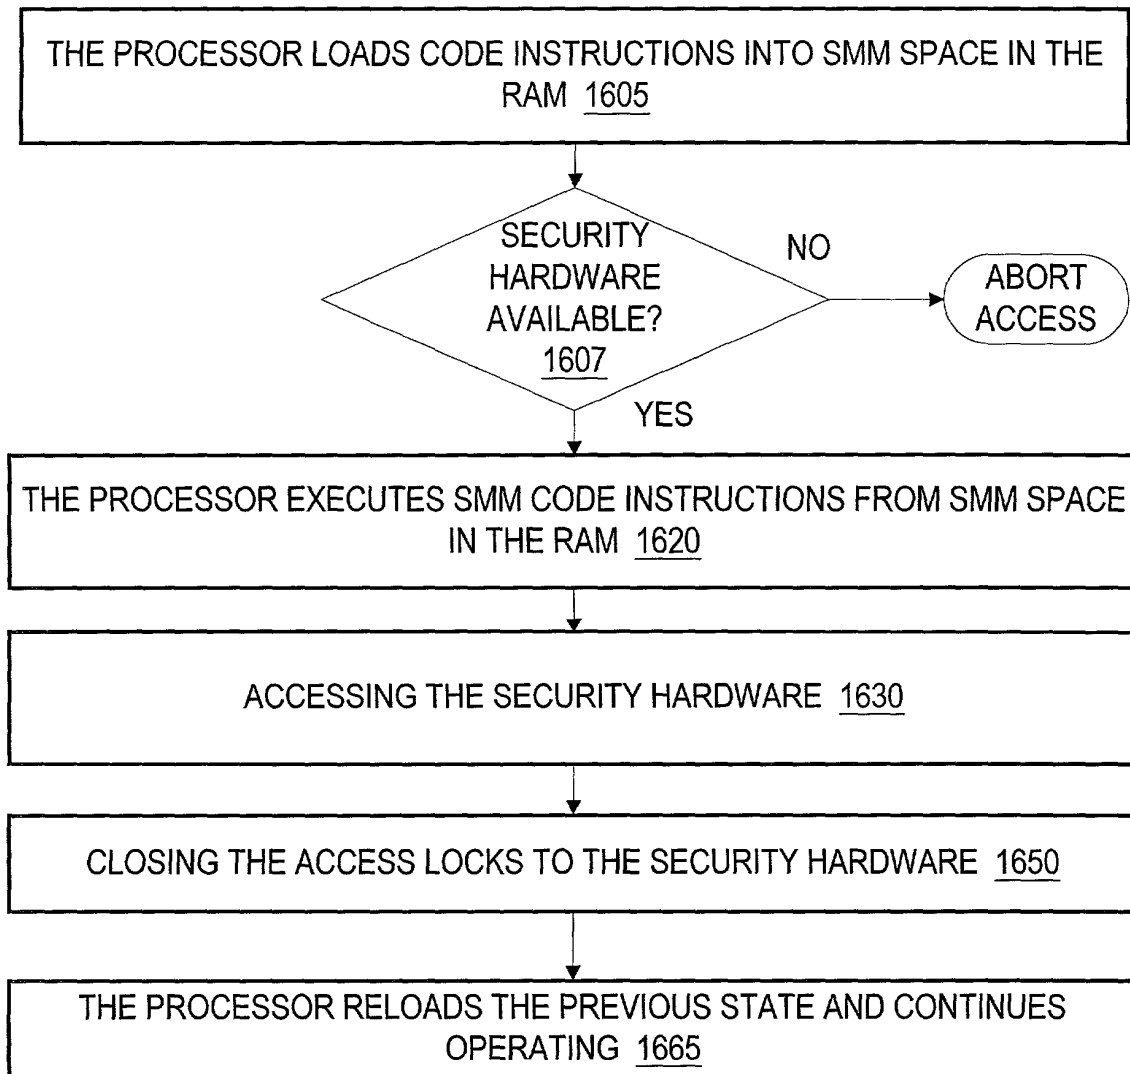 THE PROCESSOR LOADS CODE INSTRUCTIONS INTO SMM SPACE IN THE
RAM 1605
SECURITY
HARDWARE
AVAILABLE?
1607
NO
ABORT
ACCESS
YES
THE PROCESSOR EXECUTES SMM CODE INSTRUCTIONS FROM SMM SPACE
IN THE RAM 1620
ACCESSING THE SECURITY HARDWARE 1630
CLOSING THE ACCESS LOCKS TO THE SECURITY HARDWARE 1650
THE PROCESSOR RELOADS THE PREVIOUS STATE AND CONTINUES
OPERATING 1665